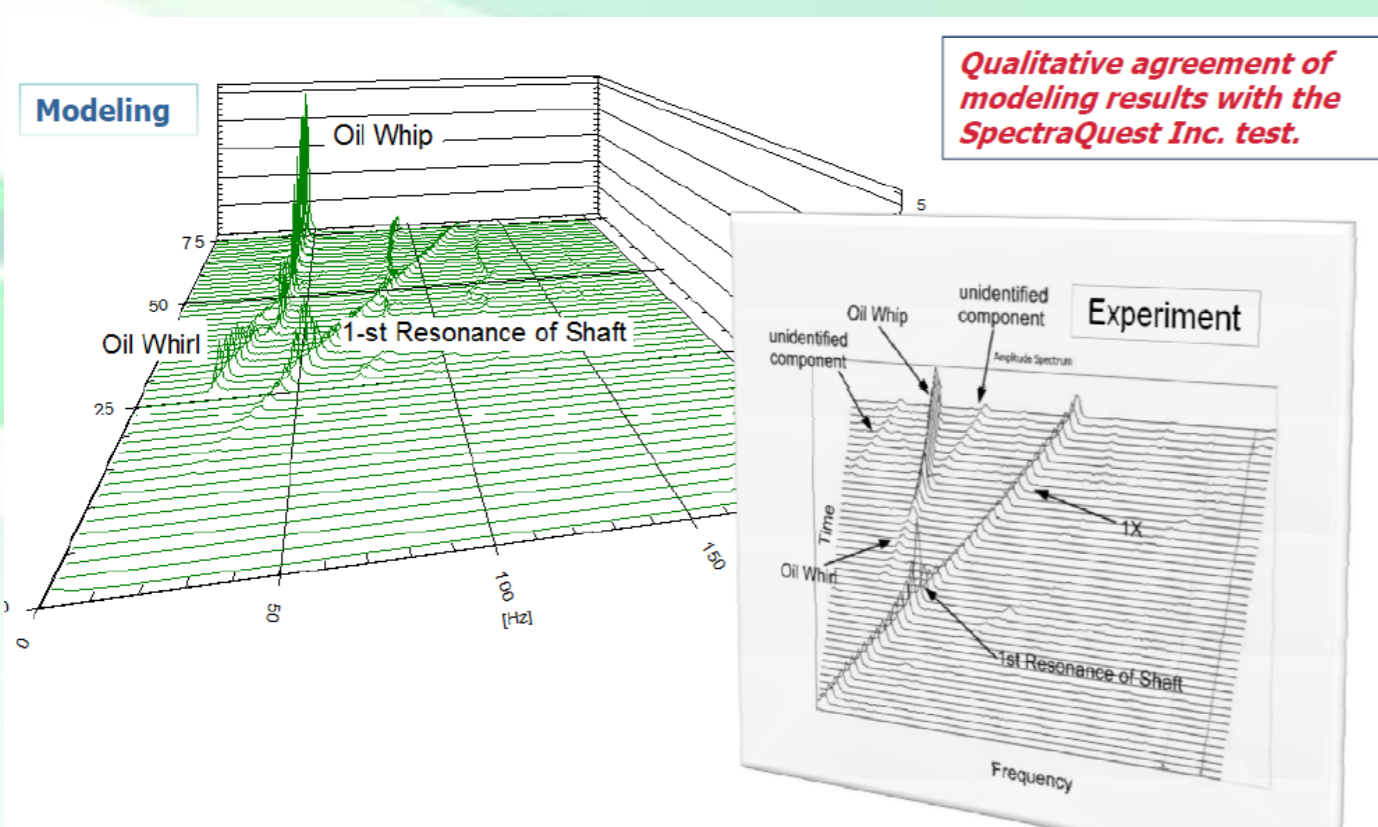 Modeling
Qualitative agreement of
modeling results with the
SpectraQuest Inc. test.
Oil Whip
5
75
50
Oil Whirl
1-st Resonance of Shaft
25
0
50
100
[Hz]
150
Experiment
unidentified
component
Oil Whip
unidentified
component
Amplitude Spectrum
Time
1X
Oil Whirl
1st Resonance of Shaft
Frequency